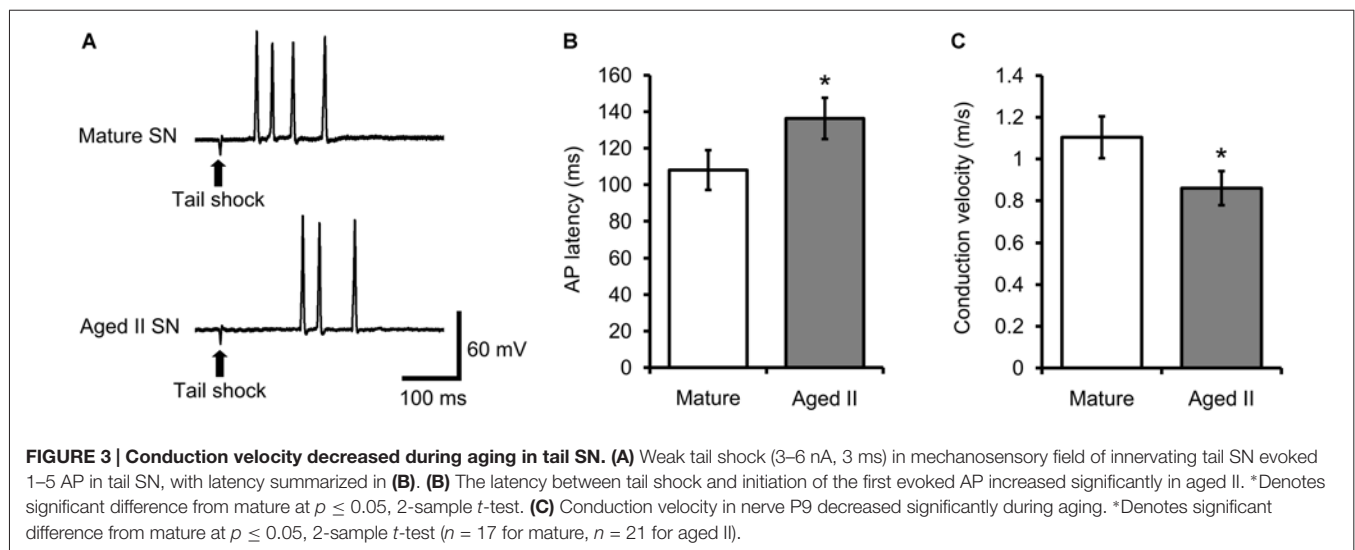 A
Mature SN
Tail shock
Aged II SN
Tail shock
60 mV
100 ms
B
AP latency (ms)
160
140
120
100
80
60
40
20
0
*
Mature
Aged II
C
Conduction velocity (m/s)
1.4
1.2
1
0.8
0.6
0.4
0.2
0
*
Mature
Aged II
FIGURE 3 | Conduction velocity decreased during aging in tail SN. (A) Weak tail shock (3–6 nA, 3 ms) in mechanosensory field of innervating tail SN evoked
1–5 AP in tail SN, with latency summarized in (B). (B) The latency between tail shock and initiation of the first evoked AP increased significantly in aged II. *Denotes
significant difference from mature at p ≤ 0.05, 2-sample t-test. (C) Conduction velocity in nerve P9 decreased significantly during aging. *Denotes significant
difference from mature at p ≤ 0.05, 2-sample t-test (n = 17 for mature, n = 21 for aged II).